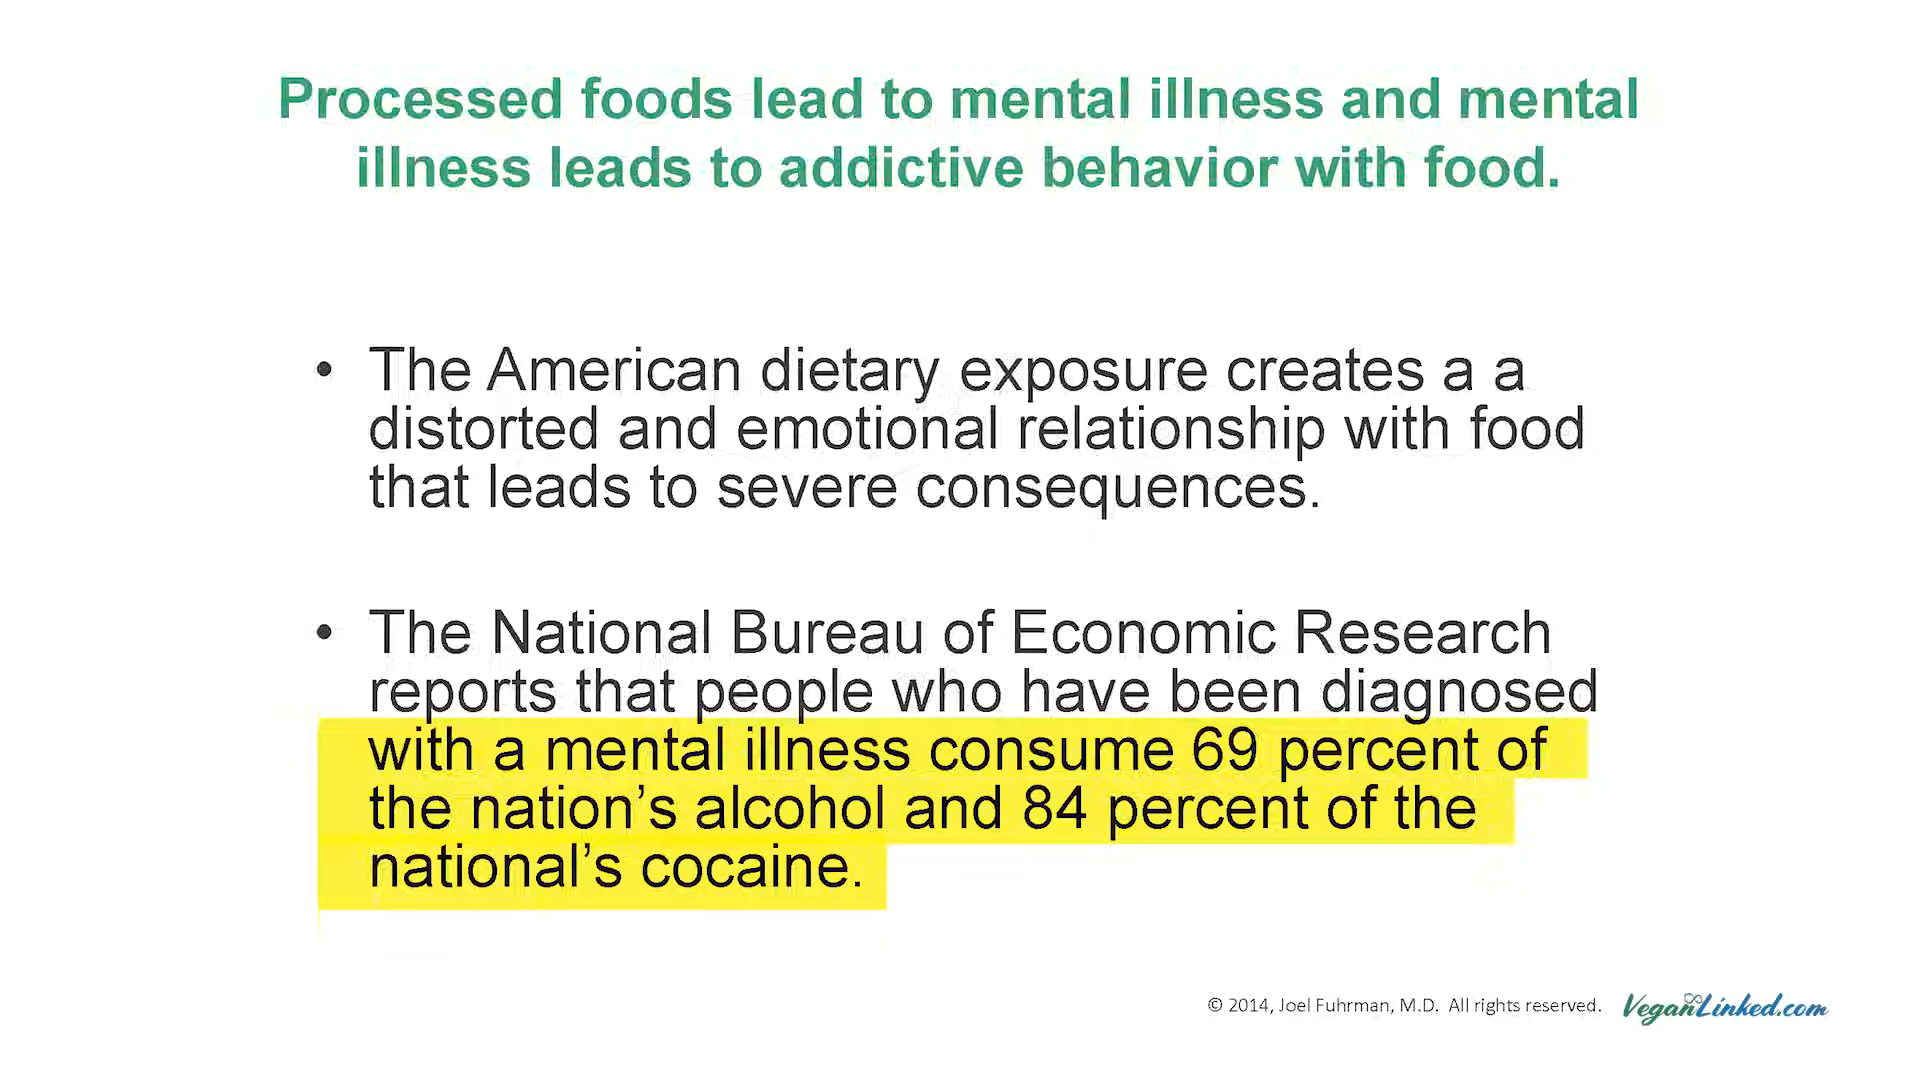 Processed foods lead to mental illness and mental
illness leads to addictive behavior with food.
• The American dietary exposure creates a a
distorted and emotional relationship with food
that leads to severe consequences.
• The National Bureau of Economic Research
reports that people who have been diagnosed
with a mental illness consume 69 percent of
the nation’s alcohol and 84 percent of the
national’s cocaine.
© 2014, Joel Fuhrman, M.D. All rights reserved.
VeganLinked.com